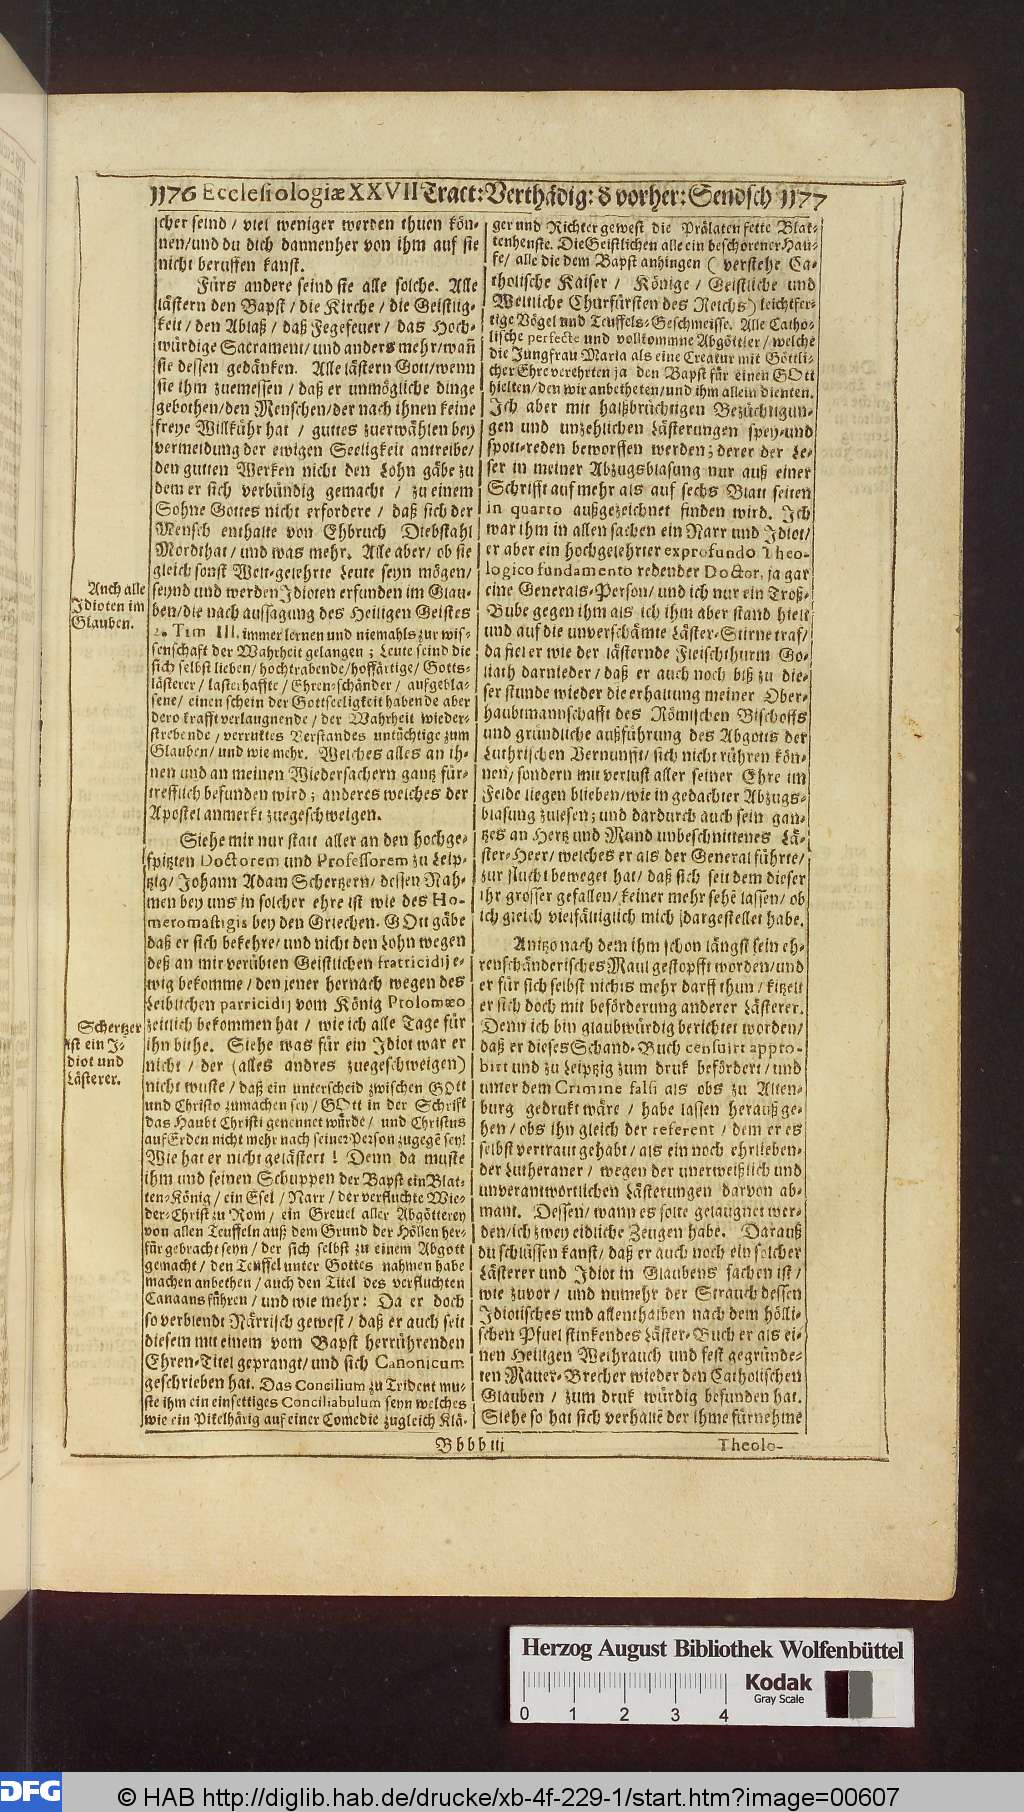 1176 Ecclesiologiæ XXVII Tract: Verthädig: d vorher: Sendsch 1177
cher seind / viel weniger werden thuen kön-
nen/und du dich dannenher von ihm auf sie
nicht beruffen kanst.
Fürs andere seind sie alle solche. Alle
lästern den Bapst / die Kirche / die Geistlig-
keit / den Ablaß / daß Fegefeuer / das Hoch-
würdige Sacrament / und anders mehr/wañ
sie dessen gedäncken. Alle lästern Gott/wenn
sie ihm zuemessen / daß er unmögliche dinge
gebothen/den Menschen/der nach ihnen keine
freye Willkühr hat / guttes zuerwählten bey
vermeidung der ewigen Seeligkeit antreibe/
den gutten Wercken nicht den Lohn gäbe zu
dem er sich verbündig gemacht / zu einem
Sohne Gottes nicht erfordere / daß sich der
Mensch enthalte von Ehbruch Diebstahl
Mordthat / und was mehr. Alle aber / ob sie
gleich sonst Welt-gelehrte Leute seyn mögen/
seynd und werden Idioten erfunden im Glau-
ben/die nach aussagung des Heiligen Geistes
2. Tim III. immer lernen und niemahls zur wis-
senschaft der Wahrheit gelangen ; Leute seind die
sich selbst lieben / hochtrabende/hoffärtige/ Gotts-
lästerer / lasterhaffte / Ehren-schänder / aufgebla-
sene / einen schein der Gottseeligkeit habende aber
dero krafft verlaugnende / der Wahrheit wieder-
strebende / verruktes Verstandes untüchtige zum
Glauben / und wie mehr. Welches alles an ih-
nen und an meinen Wiedersachern gantz für-
trefflich befunden wird ; anderes welches der
Apostel anmerkt zuegeschweigen.
Auch alle
Idioten im
Glauben.
Siehe mir nur statt aller an den hochge-
spitzten Doctorem und Professorem zu Leip-
tzig/ Johann Adam Schertzern/ dessen Nah-
men bey uns in solcher ehre ist wie des Ho-
meromastigis bey den Griechen. GOtt gäbe
daß er sich bekehre/ und nicht den Lohn wegen
deß an mir verübten Geistlichen fratricidij e-
wig bekomme / den jener hernach wegen des
Leiblichen parricidij vom König Ptolomæo
zeitlich bekommen hat / wie ich alle Tage für
ihn bitthe. Siehe was für ein Idiot war er
nicht / der (alles andres zuegeschweigen)
nicht wuste / daß ein unterscheid zwischen GOtt
und Christo zumachen sey / GOtt in der Schrift
das Haubt Christi genennet würde / und Christus
auf Erden nicht mehr nach seiner Person zugegē sey!
Wie hat er nicht gelästert ! Denn da muste
ihm und seinen Schuppen der Bapst ein Blat-
ten-König / ein Esel / Narr / der verfluchte Wie-
der-Christ zu Rom / ein Greuel aller Abgötterey
von allen Teuffeln auß dem Grund der Höllen her-
für gebracht seyn / der sich selbst zu einem Abgott
gemacht / den Teuffel unter Gottes nahmen habe
machen anbethen / auch den Titel des verfluchten
Canaans führen / und wie mehr: Da er doch
so verblendt Närrisch gewest / daß er auch seit
diesem mit einem vom Bapst herrührenden
Ehren-Titel geprangt/ und sich Canonicum
geschrieben hat. Das Concilium zu Trident mu-
ste ihm ein einfettiges Conciliabulum seyn welches
wie ein Pitelhärig auf einer Comedie zugleich Klä-
Schertzer
ist ein I-
diot und
Lästerer.
ger und Richter gewest die Prälaten fette Blat-
tenhenste. Die Geistlichen alle ein beschorener Hau-
fe/ alle die dem Bapst anhingen ( verstehe Ca-
tholische Kaiser / Könige / Geistliche und
Weltliche Churfürsten des Reichs) leichtfer-
tige Vögel und Teuffels-Geschmeisse. Alle Catho-
lische perfecte und vollkommne Abgöttler / welche
die Jungfrau Maria als eine Creatur mit Göttli-
cher Ehre verehrten ja den Bapst für einen GOtt
hielten/den wir anbetheten/und ihm allein dienten.
Ich aber mit halßbrüchtigen Bezüchtigun-
gen und unzehlichen Lästerungen spey-und
spott-reden beworffen werden; derer der Le-
ser in meiner Abzugsblasung nur auß einer
Schrifft auf mehr als auf sechs Blatt seiten
in quarto außgezeichnet finden wird. Ich
war ihm in allen sachen ein Narr und Idiot/
er aber ein hochgelehrter ex profundo Theo-
logico fundamento redender Doctor, ja gar
eine Generals-Person/ und ich nur ein Troß-
Bube gegen ihm als ich ihm aber stand hielt
und auf die unverschämte Läster-Stirne traf/
da fiel er wie der lästernde Fleischthurm Go-
liath darnieder / daß er auch noch biß zu die-
ser stunde wieder die erhaltung meiner Ober-
haubtmannschafft des Römischen Bischoffs
und gründliche außführung des Abgotts der
Luthrischen Vernunfft/ sich nicht rühren kön-
nen/ sondern mit verlust aller seiner Ehre im
Felde liegen blieben/wie in gedachter Abzugs-
blasung zulesen; und dardurch auch sein gan-
tzes an Hertz und Mund unbeschnittenes Lä-
ster-Heer/ welches er als der General führte/
zur flucht beweget hat/ daß sich seit dem dieser
ihr grosser gefallen/ keiner mehr sehē lassen/ ob
ich gleich vielfältiglich mich dargestellet habe.
Anitzo nach dem ihm schon längst sein eh-
renschänderisches Maul gestopfft worden/und
er für sich selbst nichts mehr darff thun / kitzelt
er sich doch mit beförderung anderer Lästerer.
Denn ich bin glaubwürdig berichtet worden/
daß er dieses Schand-Buch censuirt appro-
birt und zu Leiptzig zum druk befördert / und
unter dem Crimine falsi als obs zu Alten-
burg gedrukt wäre / habe lassen herauß ge-
hen / obs ihn gleich der referent / dem er es
selbst vertraut gehabt / als ein noch ehrlieben-
der Lutheraner / wegen der unerweißlich und
unverantwortlichen Lästerungen darvon ab-
mant. Dessen/ wann es solte gelaugnet wer-
den/ich zwey eidliche Zeugen habe. Darauß
du schlüssen kanst/ daß er auch noch ein solcher
Lästerer und Idiot in Glaubens sachen ist /
wie zuvor / und numehr der Strauch dessen
Idiotisches und allenthalben nach dem hölli-
schen Pfuel stinkendes Läster-Buch er als ei-
nen Heiligen Weihrauch und fest gegründe-
ten Mauer-Brecher wieder den Catholischen
Glauben / zum druk würdig befunden hat.
Siehe so hat sich verhaltē der ihme fürnehme
Bbbb iij
Theolo-
Herzog August Bibliothek Wolfenbüttel
Kodak
Gray Scale
0 1 2 3 4
DFG
© HAB http://diglib.hab.de/drucke/xb-4f-229-1/start.htm?image=00607